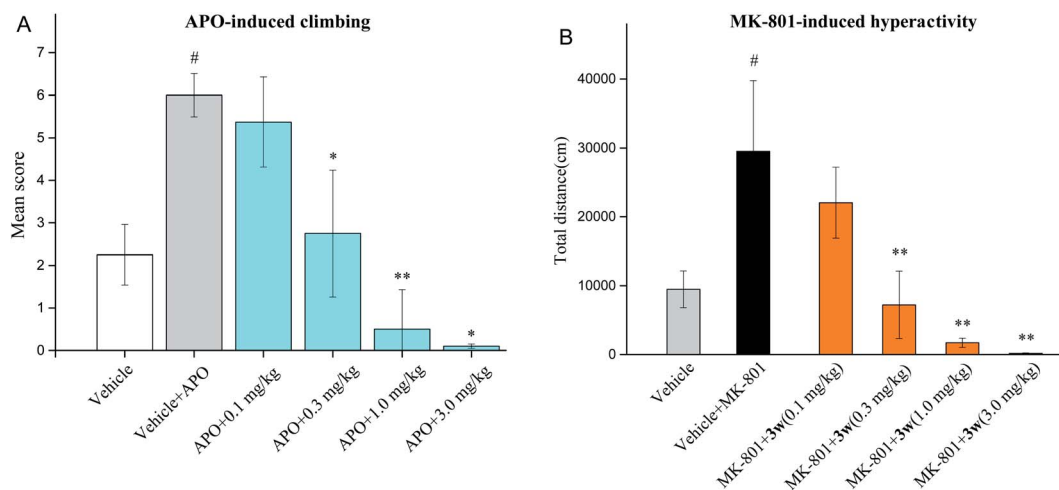 A
APO-induced climbing
Mean score
7
6
5
4
3
2
1
0
#
*
**
*
Vehicle
Vehicle+APO
APO+0.1 mg/kg
APO+0.3 mg/kg
APO+1.0 mg/kg
APO+3.0 mg/kg
B
MK-801-induced hyperactivity
Total distance(cm)
40000
30000
20000
10000
0
#
**
**
**
Vehicle
Vehicle+MK-801
MK-801+3w(0.1 mg/kg)
MK-801+3w(0.3 mg/kg)
MK-801+3w(1.0 mg/kg)
MK-801+3w(3.0 mg/kg)